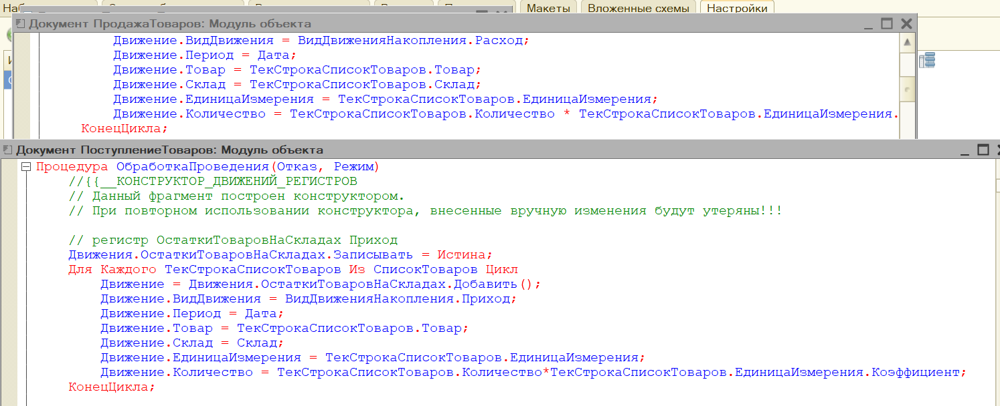 Макеты Вложенные схемы Настройки
Документ ПродажаТоваров: Модуль объекта
Движение.ВидДвижения = ВидДвиженияНакопления.Расход;
Движение.Период = Дата;
Движение.Товар = ТекСтрокаСписокТоваров.Товар;
Движение.Склад = ТекСтрокаСписокТоваров.Склад;
Движение.ЕдиницаИзмерения = ТекСтрокаСписокТоваров.ЕдиницаИзмерения;
Движение.Количество = ТекСтрокаСписокТоваров.Количество * ТекСтрокаСписокТоваров.ЕдиницаИзмерения.
КонецЦикла;
Документ ПоступлениеТоваров: Модуль объекта
Процедура ОбработкаПроведения(Отказ, Режим)
//{{__КОНСТРУКТОР_ДВИЖЕНИЙ_РЕГИСТРОВ
// Данный фрагмент построен конструктором.
// При повторном использовании конструктора, внесенные вручную изменения будут утеряны!!!
// регистр ОстаткиТоваровНаСкладах Приход
Движения.ОстаткиТоваровНаСкладах.Записывать = Истина;
Для Каждого ТекСтрокаСписокТоваров Из СписокТоваров Цикл
Движение = Движения.ОстаткиТоваровНаСкладах.Добавить();
Движение.ВидДвижения = ВидДвиженияНакопления.Приход;
Движение.Период = Дата;
Движение.Товар = ТекСтрокаСписокТоваров.Товар;
Движение.Склад = Склад;
Движение.ЕдиницаИзмерения = ТекСтрокаСписокТоваров.ЕдиницаИзмерения;
Движение.Количество = ТекСтрокаСписокТоваров.Количество*ТекСтрокаСписокТоваров.ЕдиницаИзмерения.Коэффициент;
КонецЦикла;